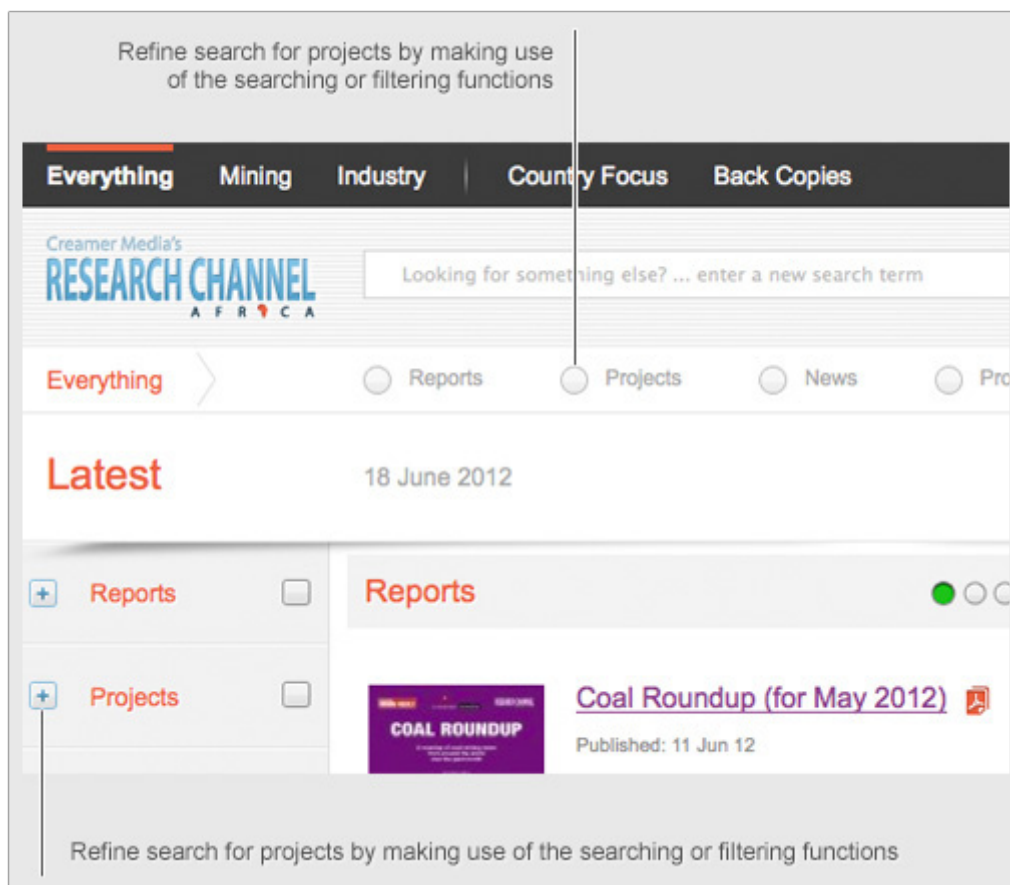 Refine search for projects by making use
of the searching or filtering functions
Everything Mining Industry Country Focus Back Copies
Creamer Media's
RESEARCH CHANNEL
AFRICA
Looking for something else? ... enter a new search term
Everything Reports Projects News Pro
Latest 18 June 2012
Reports Reports
Projects
COAL ROUNDUP
Coal Roundup (for May 2012)
Published: 11 Jun 12
Refine search for projects by making use of the searching or filtering functions